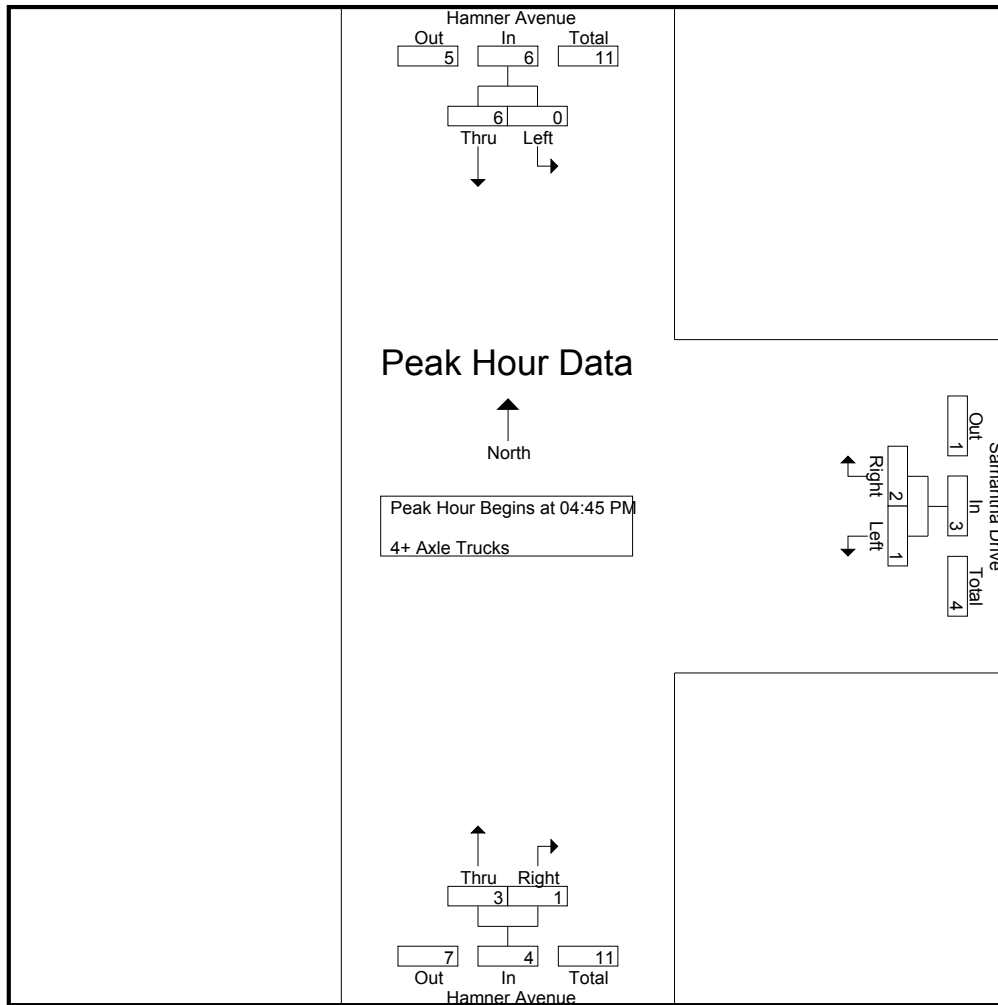 Hamner Avenue
Out In Total
5 6 11
6 0
Thru Left
Peak Hour Data
North
Peak Hour Begins at 04:45 PM
4+ Axle Trucks
Samantha Drive
Out In Total
1 3 4
2 1
Right Left
Thru Right
3 1
7 4 11
Out In Total
Hamner Avenue